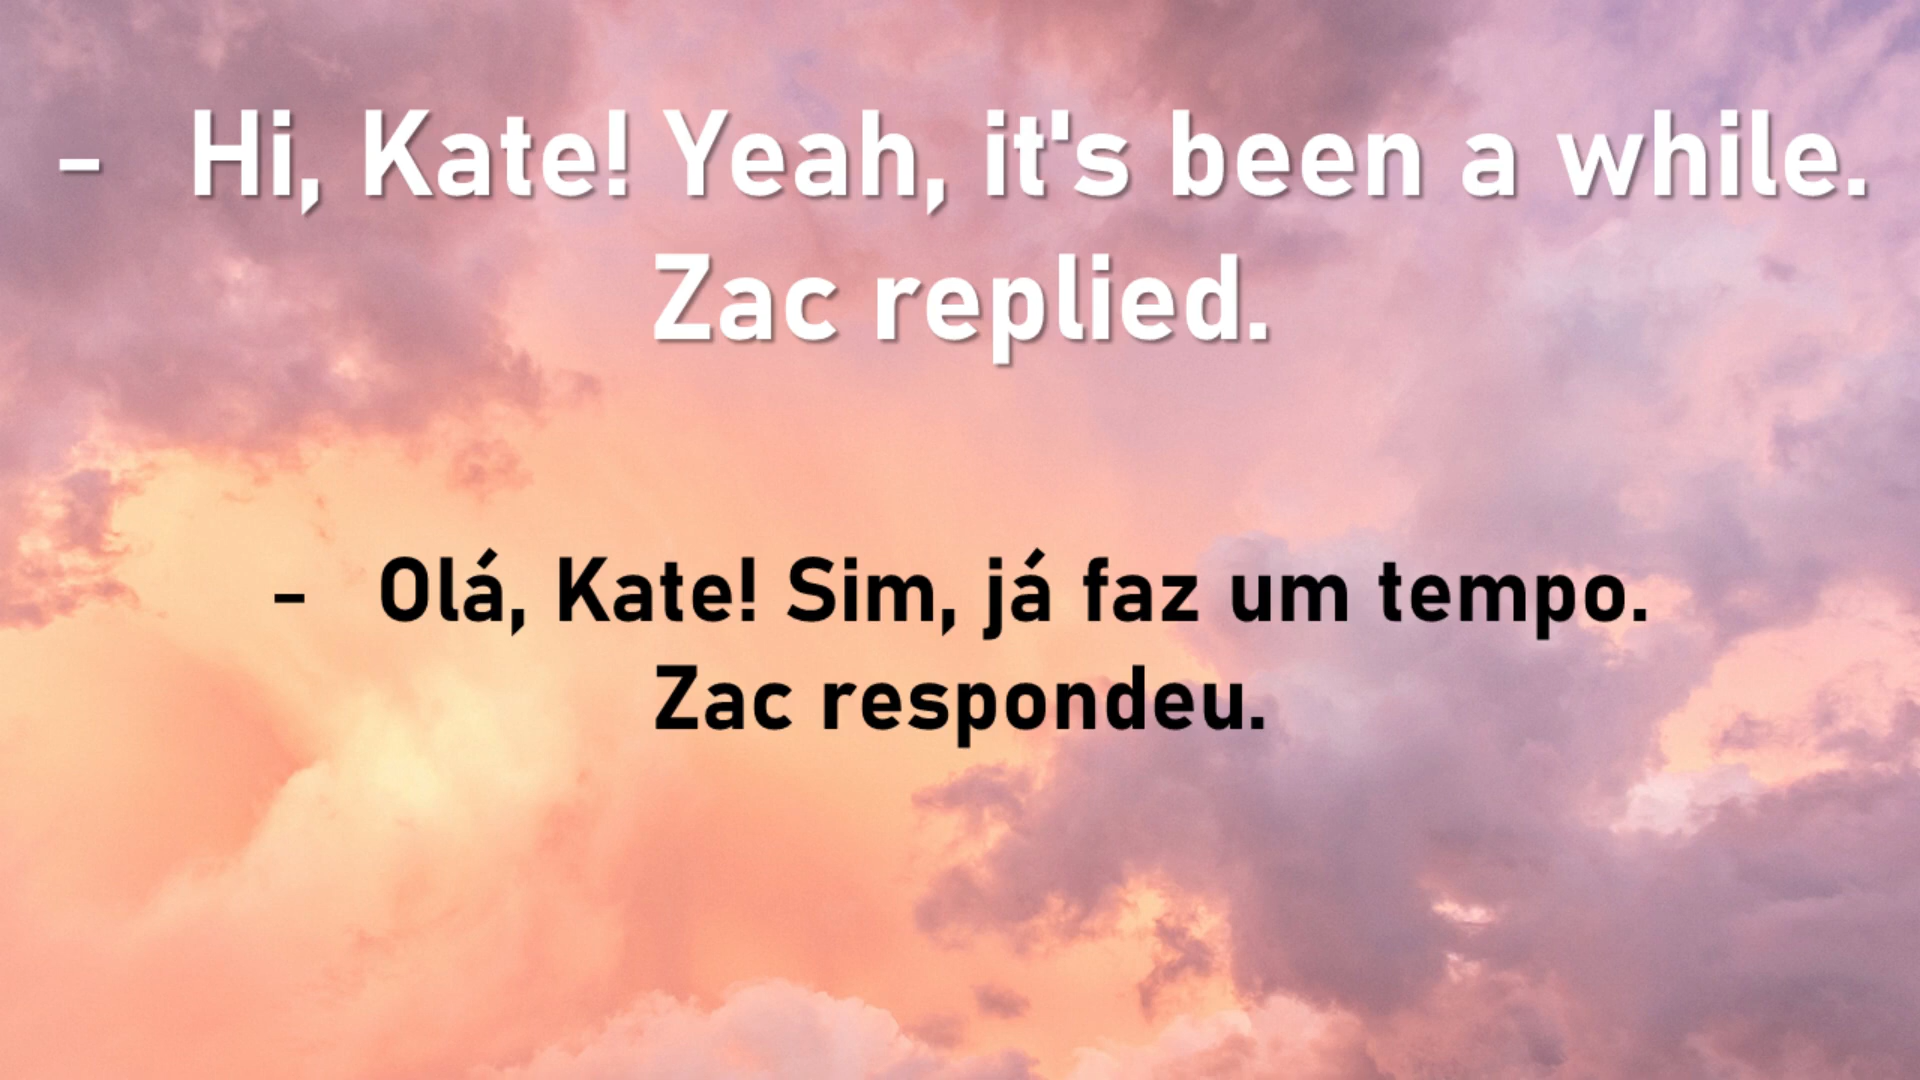 - Hi, Kate! Yeah, it's been a while.
Zac replied.
- Olá, Kate! Sim, já faz um tempo.
Zac respondeu.